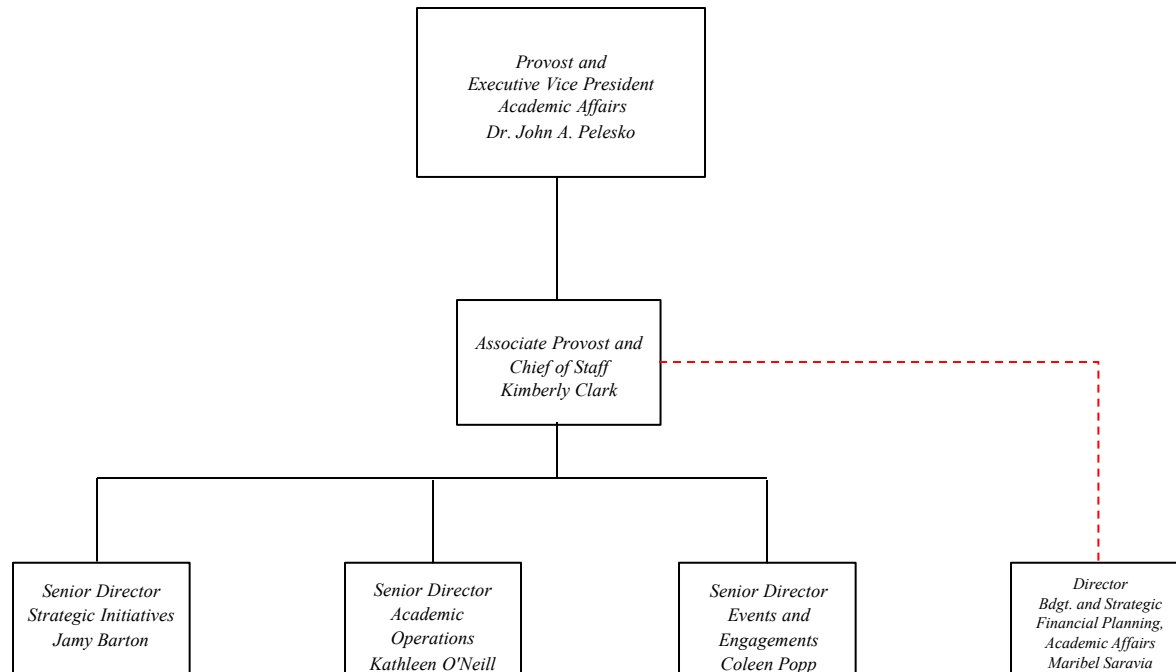 Provost and
Executive Vice President
Academic Affairs
Dr. John A. Pelesko
Associate Provost and
Chief of Staff
Kimberly Clark
Senior Director
Strategic Initiatives
Jamy Barton
Senior Director
Academic
Operations
Kathleen O'Neill
Senior Director
Events and
Engagements
Coleen Popp
Director
Bdgt. and Strategic
Financial Planning,
Academic Affairs
Maribel Saravia